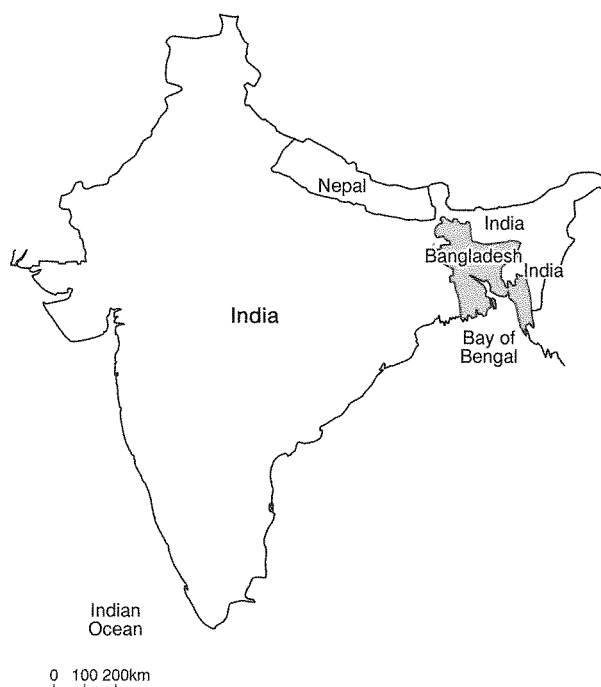 Nepal
India
Bangladesh
India
India
Bay of
Bengal
Indian
Ocean
0 100 200km